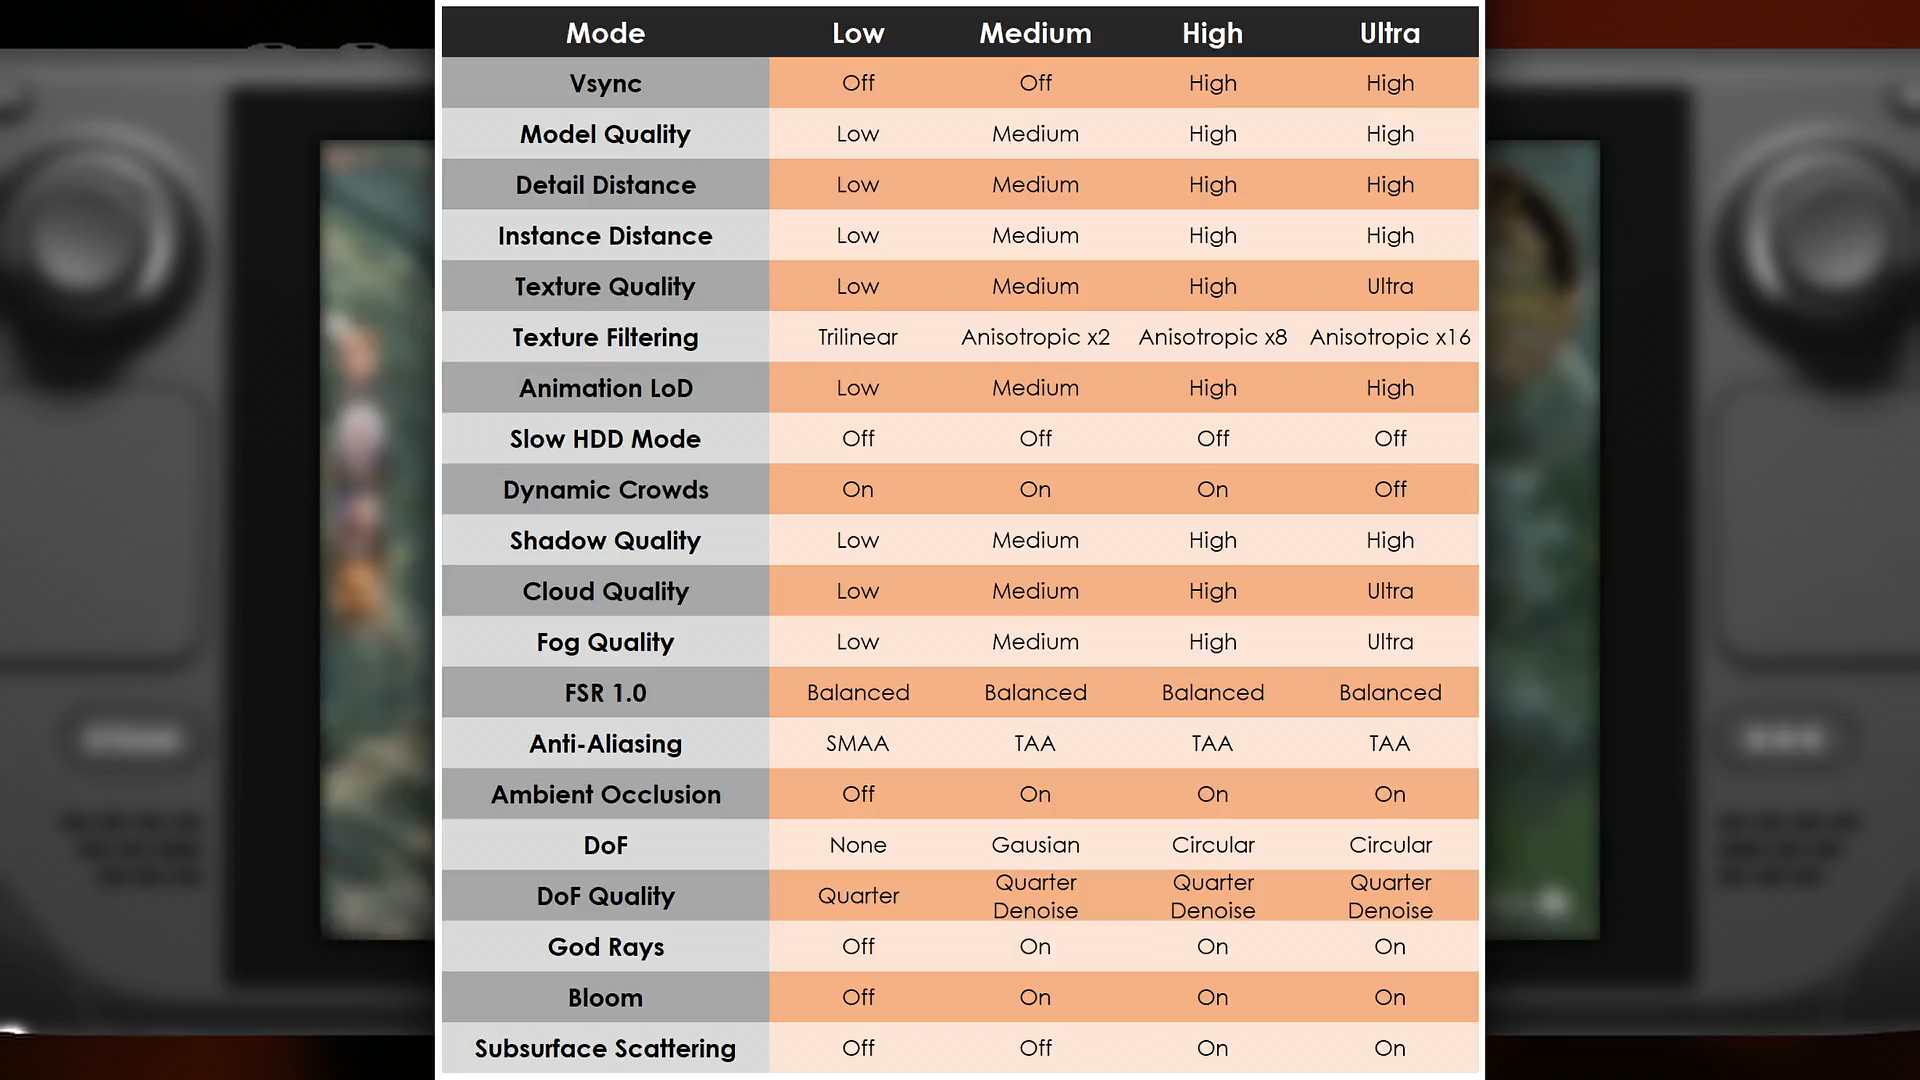 Mode Low Medium High Ultra
Vsync Off Off High High
Model Quality Low Medium High High
Detail Distance Low Medium High High
Instance Distance Low Medium High High
Texture Quality Low Medium High Ultra
Texture Filtering Trilinear Anisotropic x2 Anisotropic x8 Anisotropic x16
Animation LoD Low Medium High High
Slow HDD Mode Off Off Off Off
Dynamic Crowds On On On Off
Shadow Quality Low Medium High High
Cloud Quality Low Medium High Ultra
Fog Quality Low Medium High Ultra
FSR 1.0 Balanced Balanced Balanced Balanced
Anti-Aliasing SMAA TAA TAA TAA
Ambient Occlusion Off On On On
DoF None Gausian Circular Circular
DoF Quality Quarter Quarter Denoise Quarter Denoise Quarter Denoise
God Rays Off On On On
Bloom Off On On On
Subsurface Scattering Off Off On On